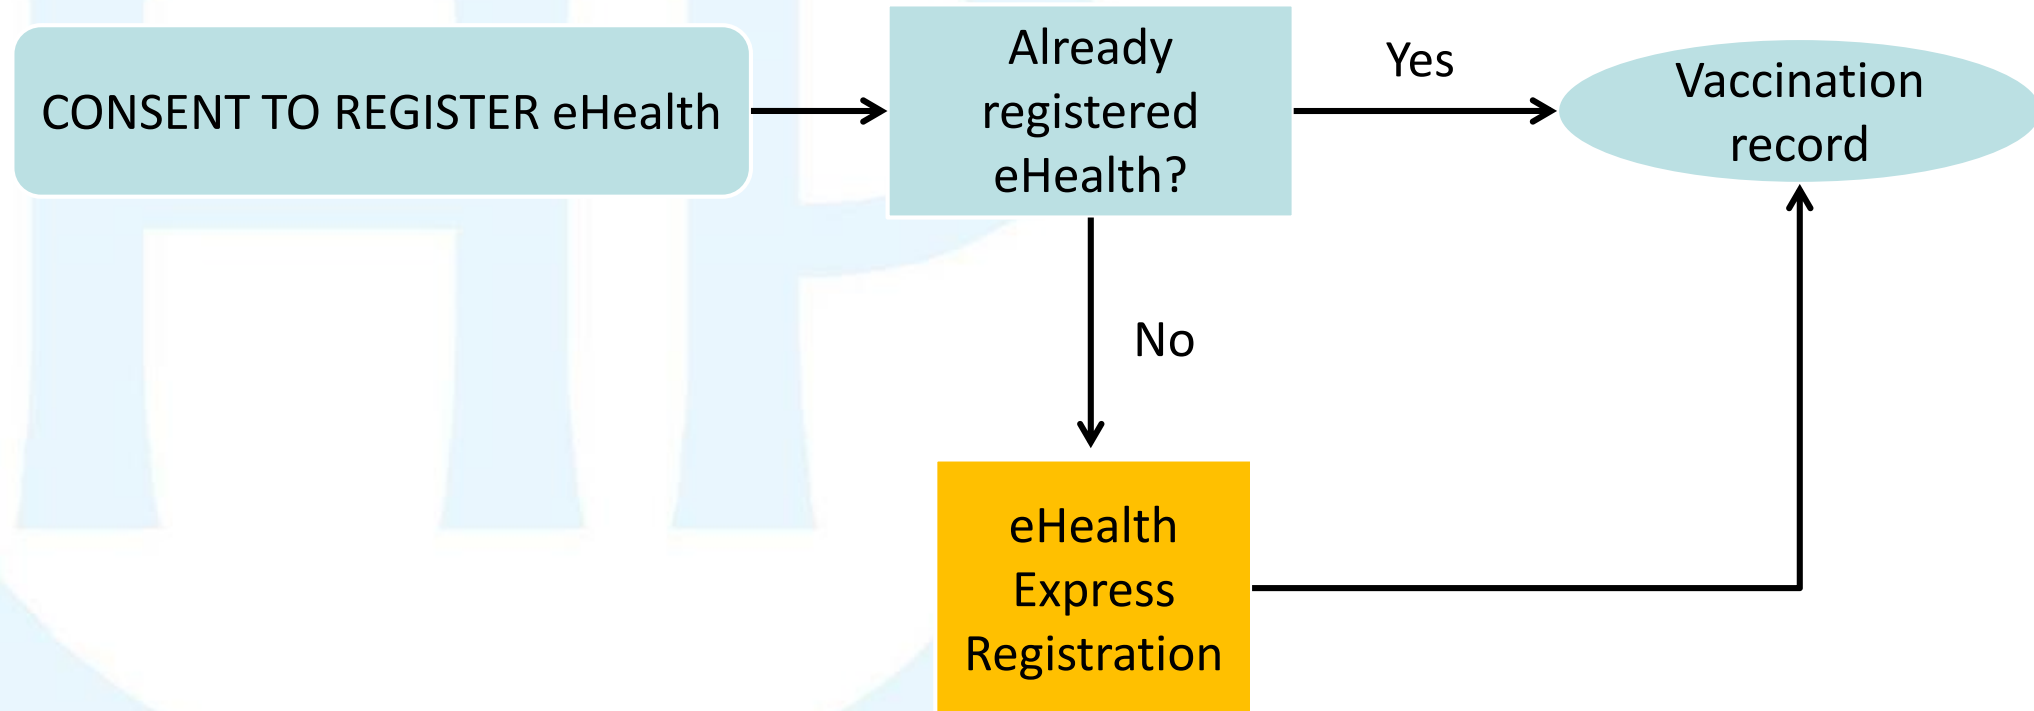 CONSENT TO REGISTER eHealth
Already
registered
eHealth?
Yes
Vaccination
record
No
eHealth
Express
Registration